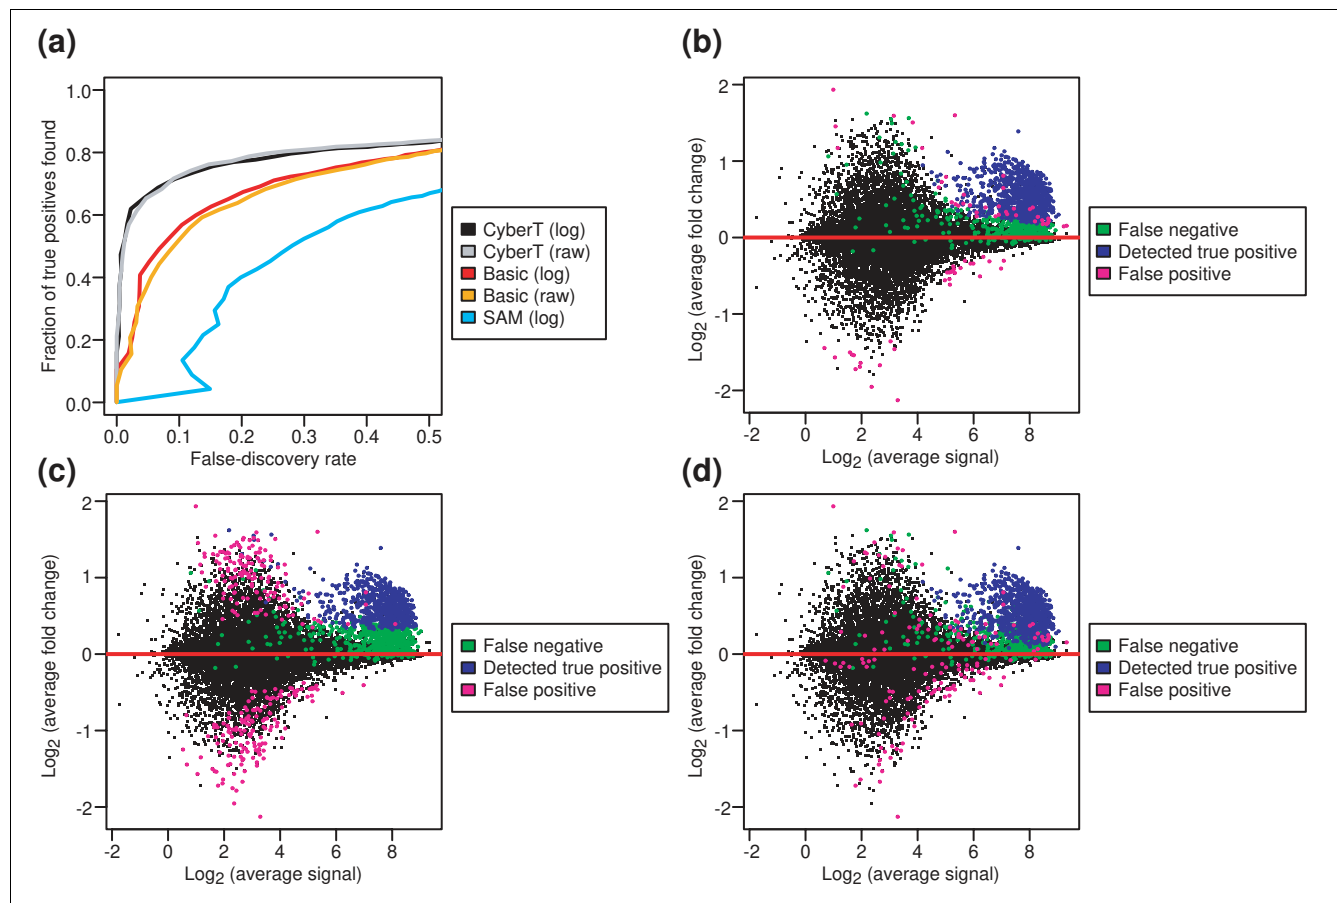 (a)
Fraction of true positives found
1.0
0.8
0.6
0.4
0.2
0.0
0.0 0.1 0.2 0.3 0.4 0.5
False-discovery rate
CyberT (log)
CyberT (raw)
Basic (log)
Basic (raw)
SAM (log)
(b)
Log2 (average fold change)
2
1
0
-1
-2
-2 0 2 4 6 8
Log2 (average signal)
False negative
Detected true positive
False positive
(c)
Log2 (average fold change)
2
1
0
-1
-2
-2 0 2 4 6 8
Log2 (average signal)
False negative
Detected true positive
False positive
(d)
Log2 (average fold change)
2
1
0
-1
-2
-2 0 2 4 6 8
Log2 (average signal)
False negative
Detected true positive
False positive